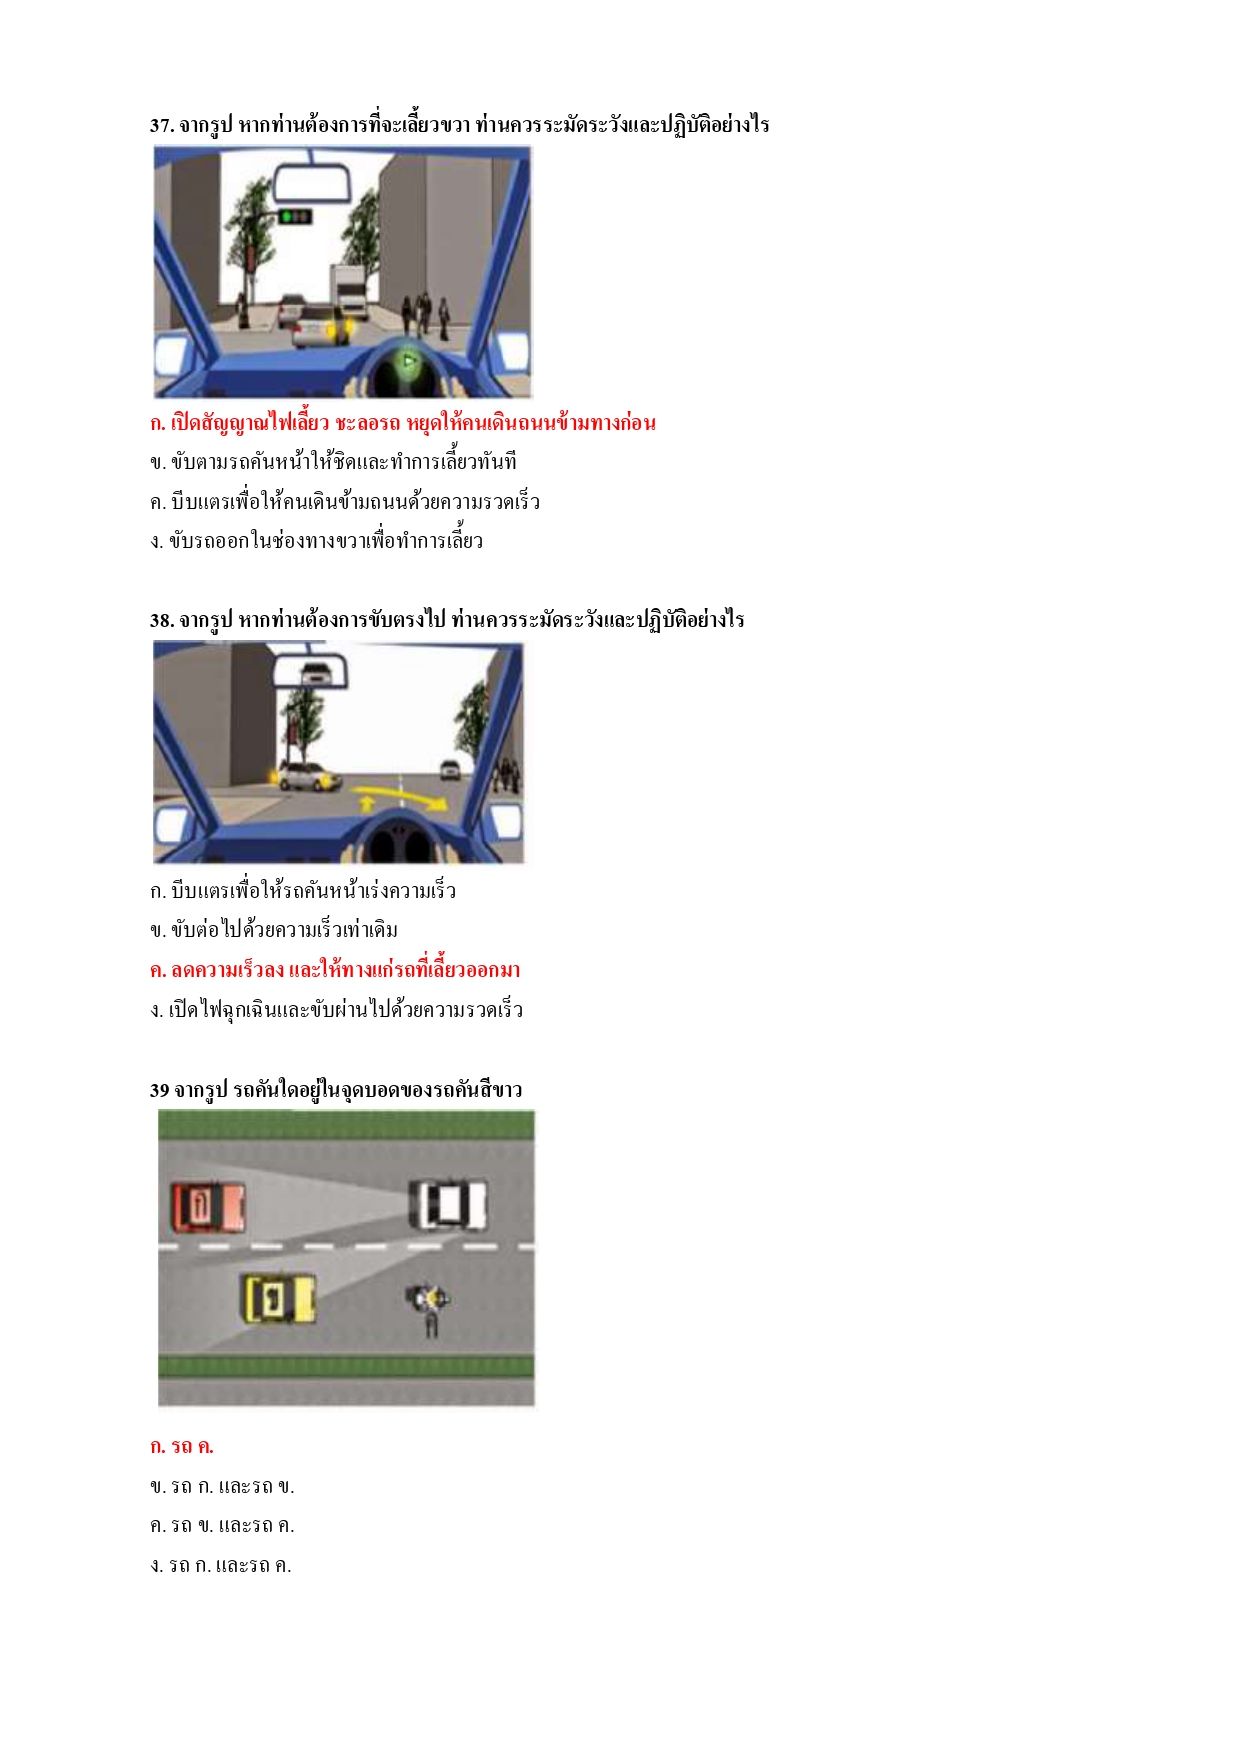 37. จากรูป หากท่านต้องการที่จะเลี้ยวขวา ท่านควรระมัดระวังและปฏิบัติอย่างไร
ก. เปิดสัญญาณไฟเลี้ยว ชะลอรถ หยุดให้คนเดินถนนข้ามทางก่อน
ข. ขับตามรถคันหน้าให้ชิดและทำการเลี้ยวทันที
ค. บีบแตรเพื่อให้คนเดินข้ามถนนด้วยความรวดเร็ว
ง. ขับรถออกในช่องทางขวาเพื่อทำการเลี้ยว
38. จากรูป หากท่านต้องการขับตรงไป ท่านควรระมัดระวังและปฏิบัติอย่างไร
ก. บีบแตรเพื่อให้รถคันหน้าเร่งความเร็ว
ข. ขับต่อไปด้วยความเร็วเท่าเดิม
ค. ลดความเร็วลง และให้ทางแก่รถที่เลี้ยวออกมา
ง. เปิดไฟฉุกเฉินและขับผ่านไปด้วยความรวดเร็ว
39 จากรูป รถคันใดอยู่ในจุดบอดของรถคันสีขาว
ก. รถ ค.
ข. รถ ก. และรถ ข.
ค. รถ ข. และรถ ค.
ง. รถ ก. และรถ ค.